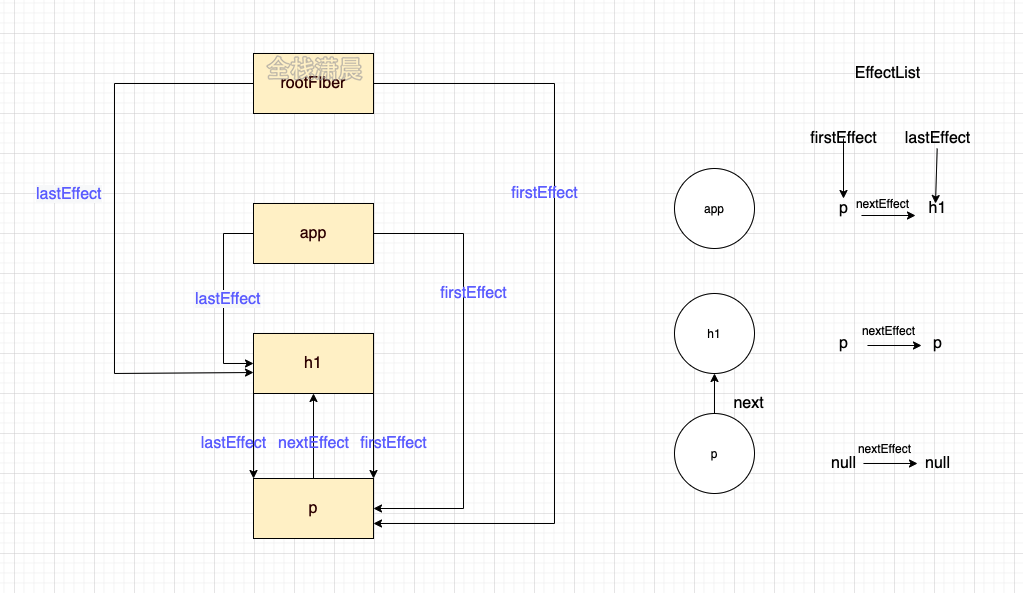 全栈潇晨
rootFiber
EffectList
firstEffect
lastEffect
lastEffect
firstEffect
app
p
nextEffect
h1
app
lastEffect
firstEffect
h1
h1
p
nextEffect
p
next
lastEffect
nextEffect
firstEffect
p
p
null
nextEffect
null